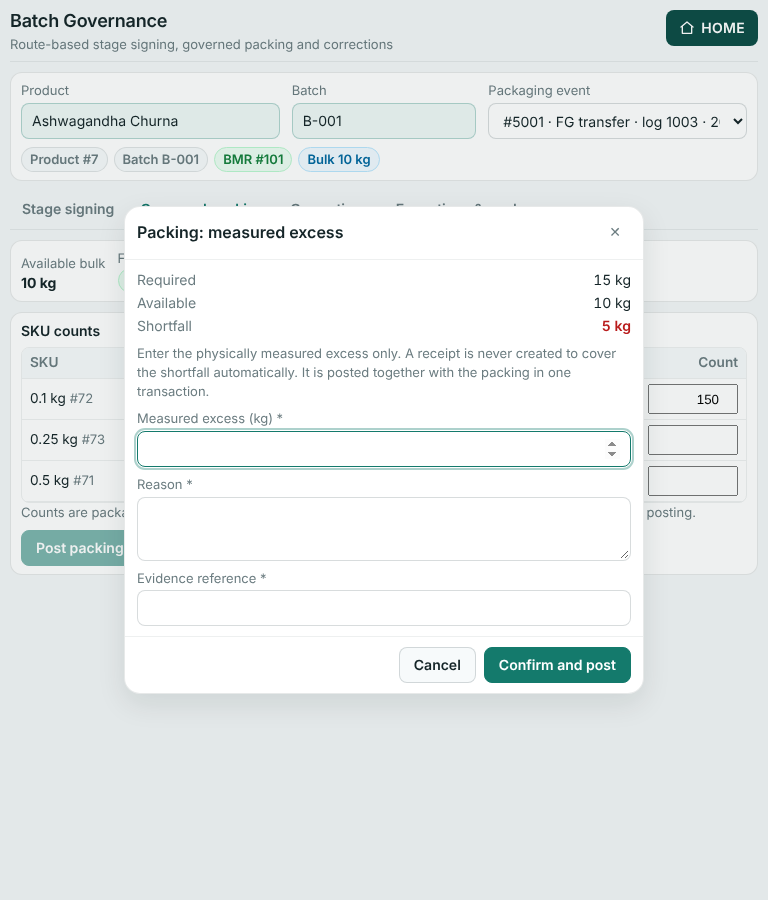 Batch Governance
Route-based stage signing, governed packing and corrections
HOME
Product
Batch
Packaging event
Ashwagandha Churna
B-001
#5001 · FG transfer · log 1003 · 2
Product #7
Batch B-001
BMR #101
Bulk 10 kg
Stage signing
Available bulk
10 kg
SKU counts
SKU
Count
0.1 kg #72
150
0.25 kg #73
0.5 kg #71
Counts are packa
posting.
Post packing
Packing: measured excess
×
Required
15 kg
Available
10 kg
Shortfall
5 kg
Enter the physically measured excess only. A receipt is never created to cover
the shortfall automatically. It is posted together with the packing in one
transaction.
Measured excess (kg) *
Reason *
Evidence reference *
Cancel
Confirm and post